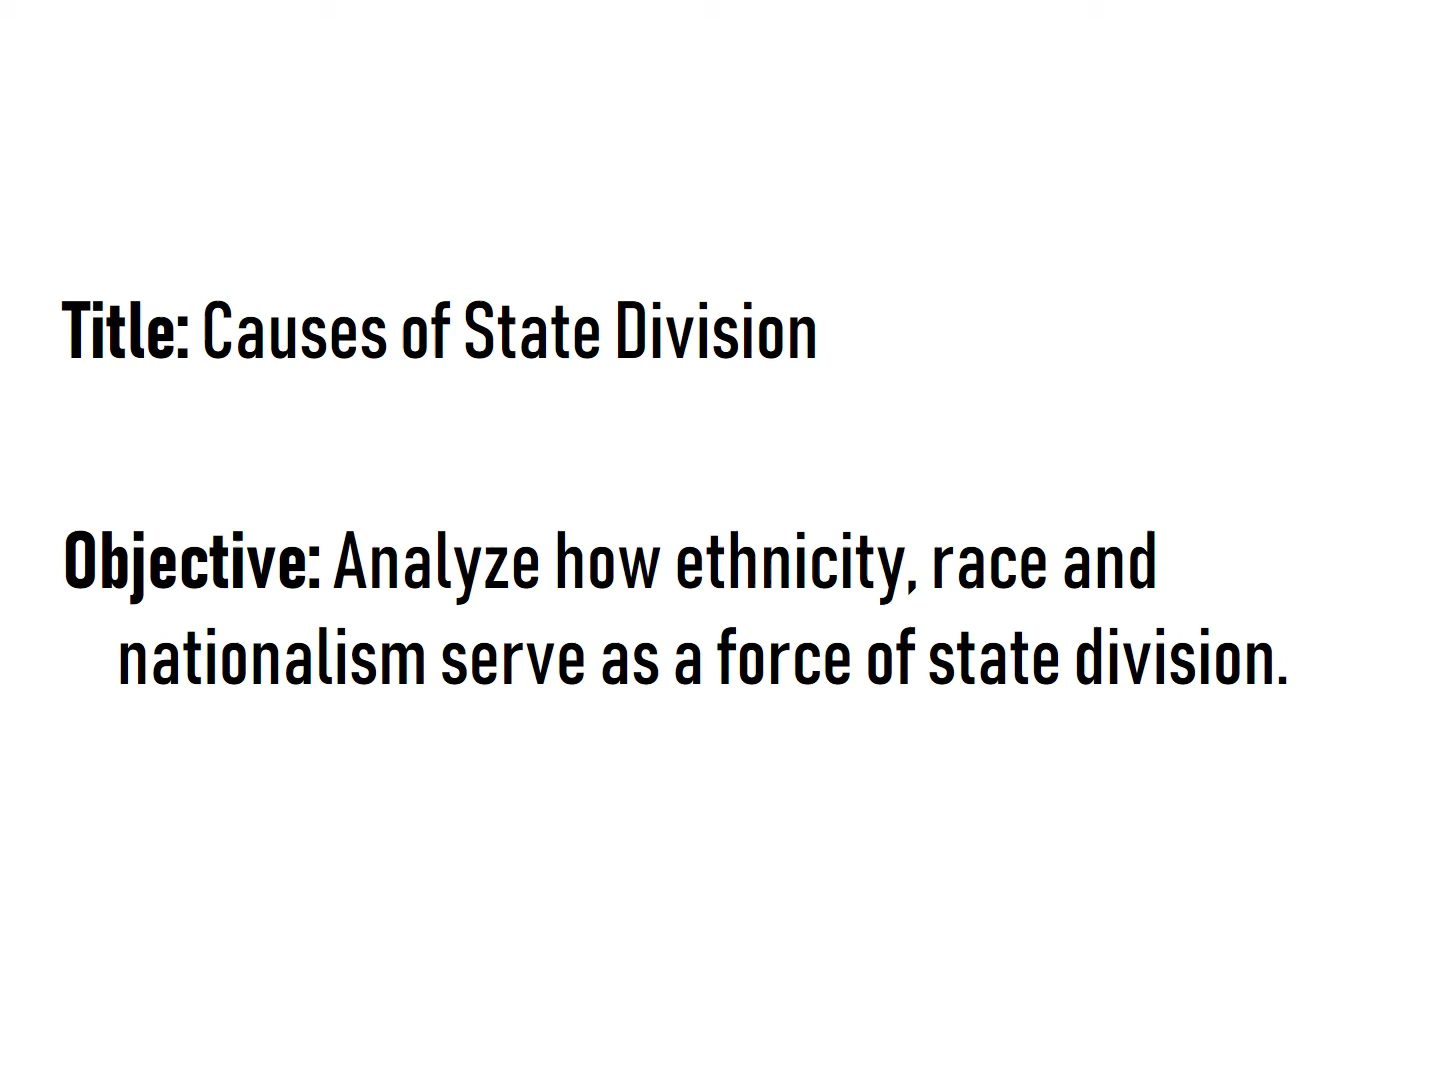 Title: Causes of State Division
Objective: Analyze how ethnicity, race and
nationalism serve as a force of state division.